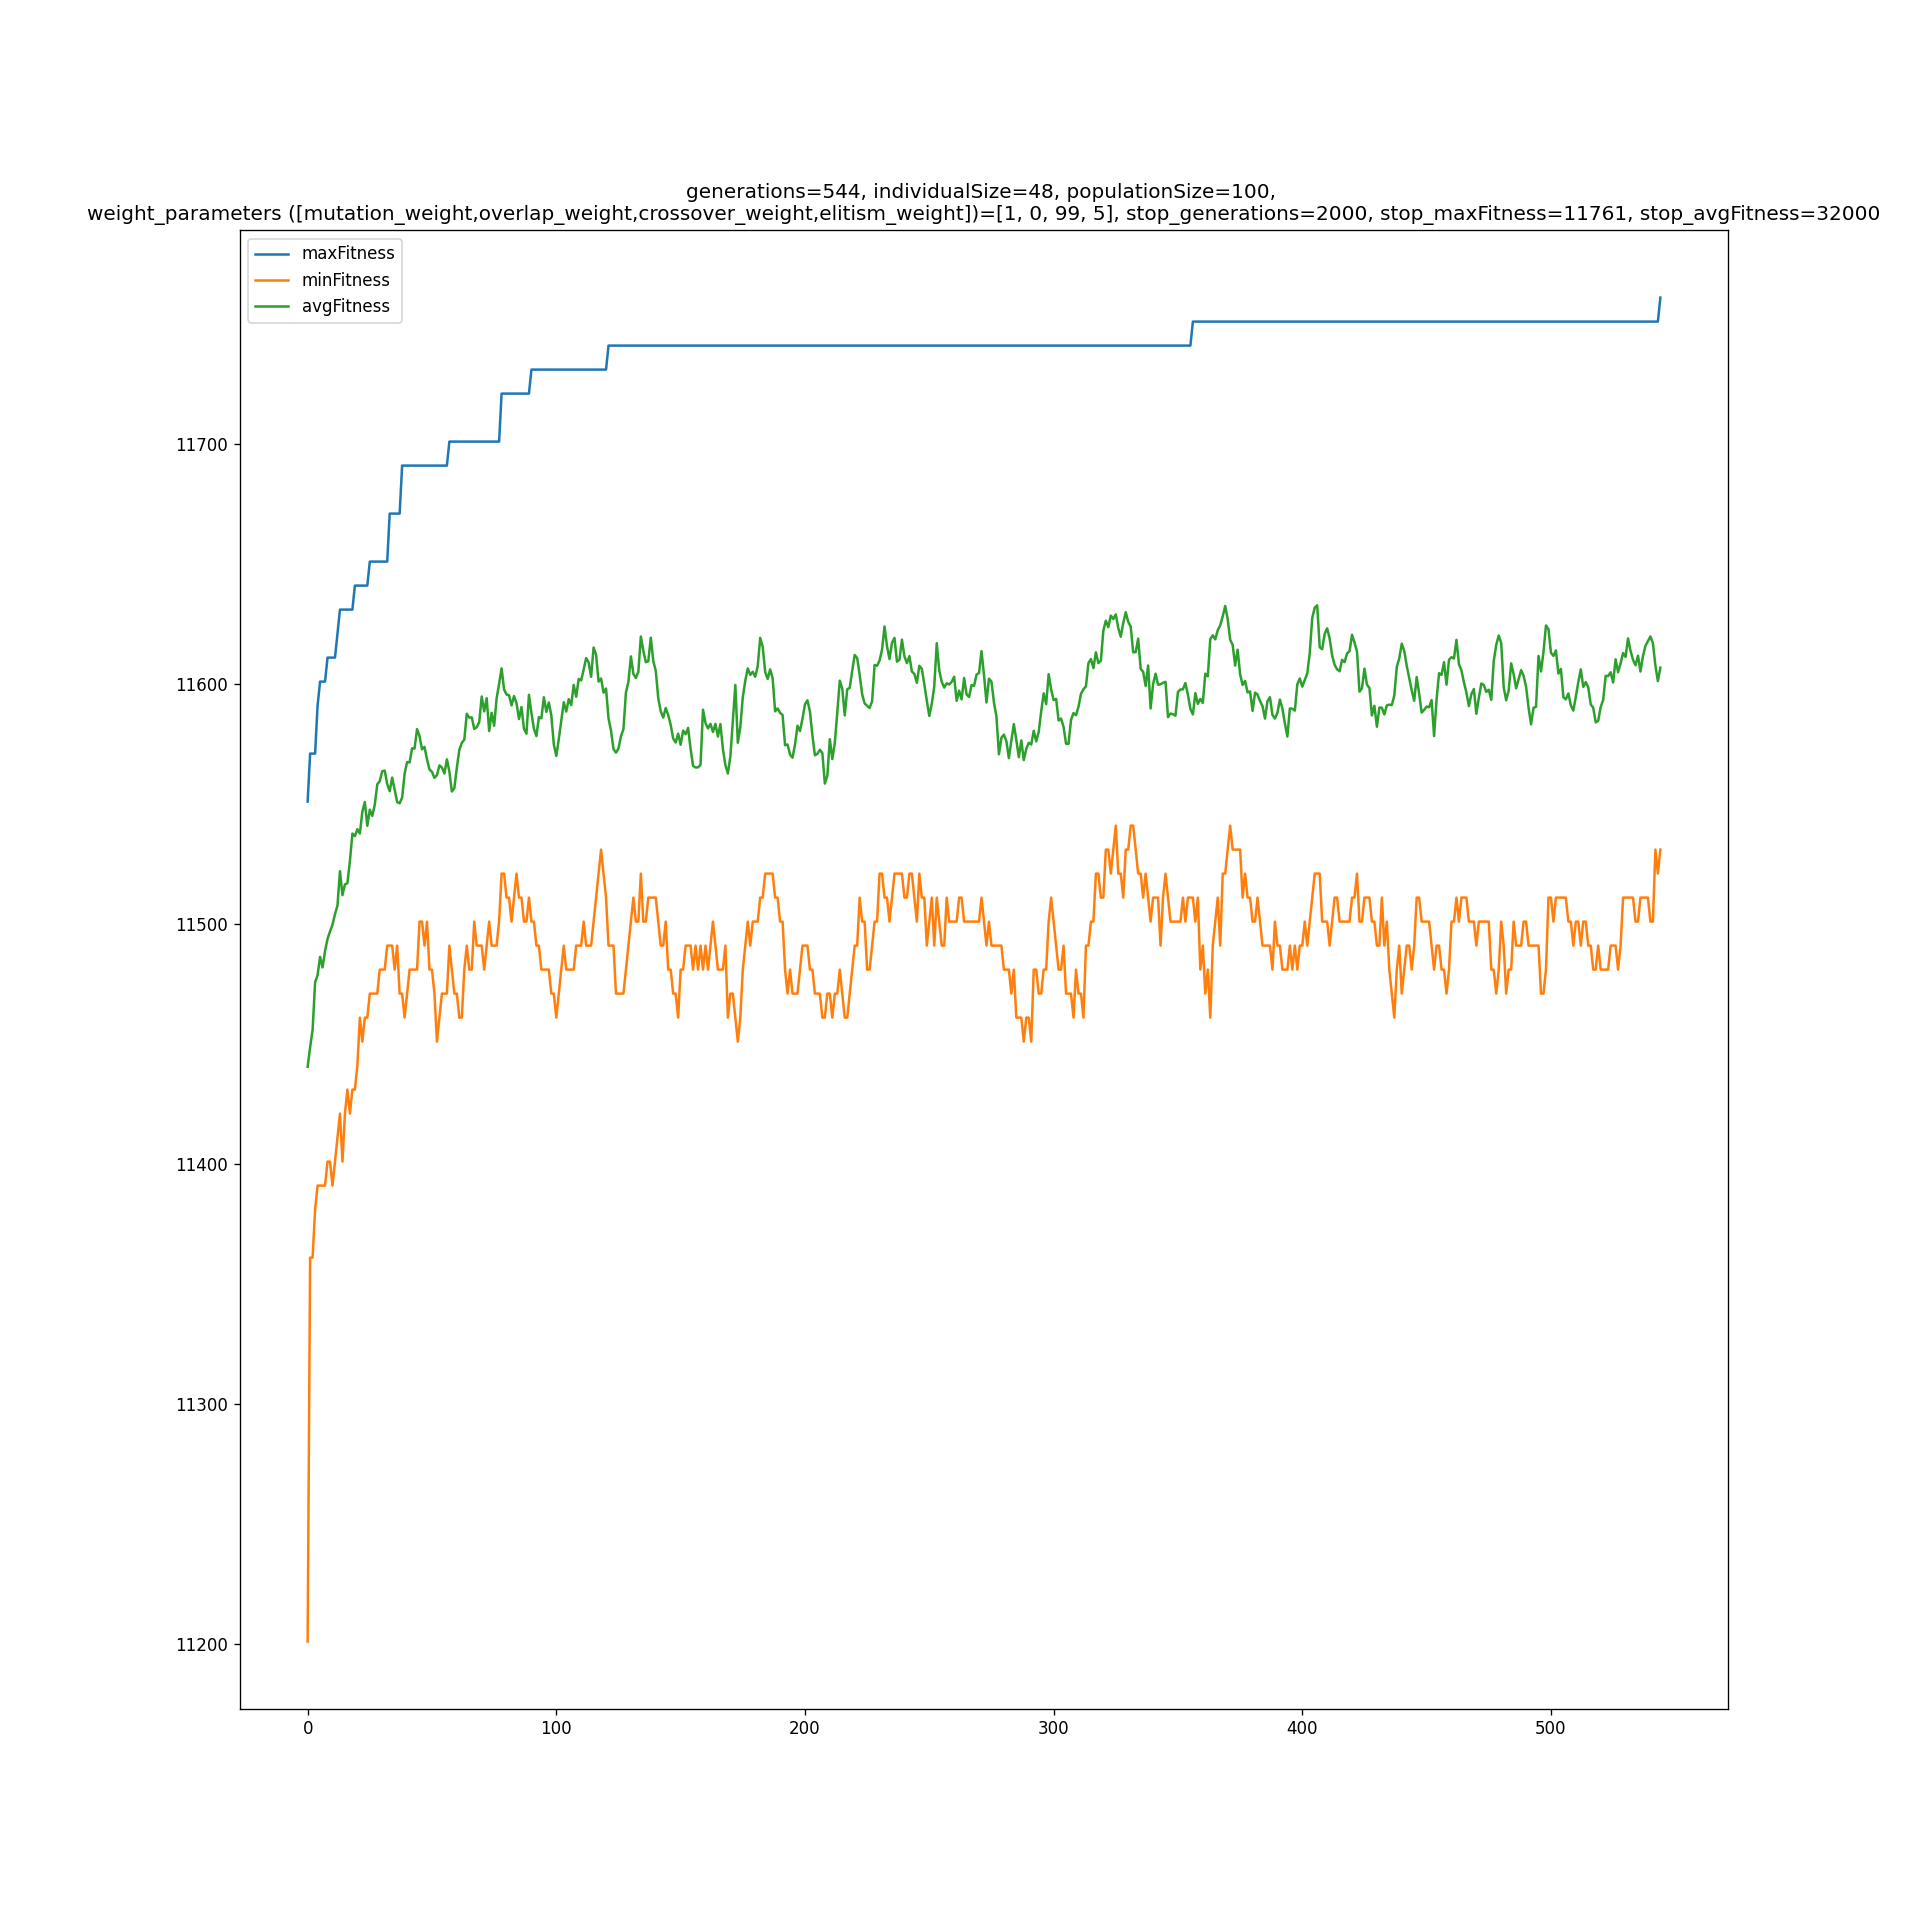 generations=544, individualSize=48, populationSize=100,
weight_parameters ([mutation_weight,overlap_weight,crossover_weight,elitism_weight])=[1, 0, 99, 5], stop_generations=2000, stop_maxFitness=11761, stop_avgFitness=32000
maxFitness
minFitness
avgFitness
11700
11600
11500
11400
11300
11200
0 100 200 300 400 500